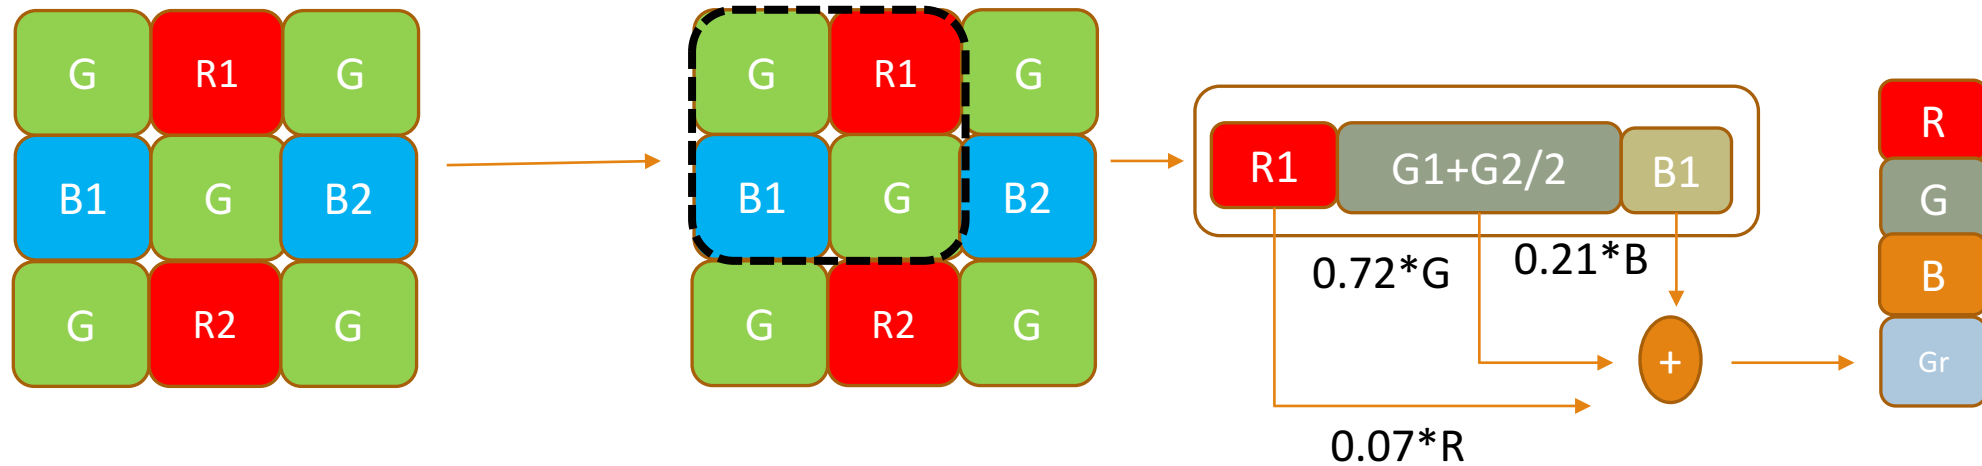 G R1 G
B1 G B2
G R2 G
G R1 G
B1 G B2
G R2 G
R1 G1+G2/2 B1
0.72*G
0.21*B
+
0.07*R
R
G
B
Gr